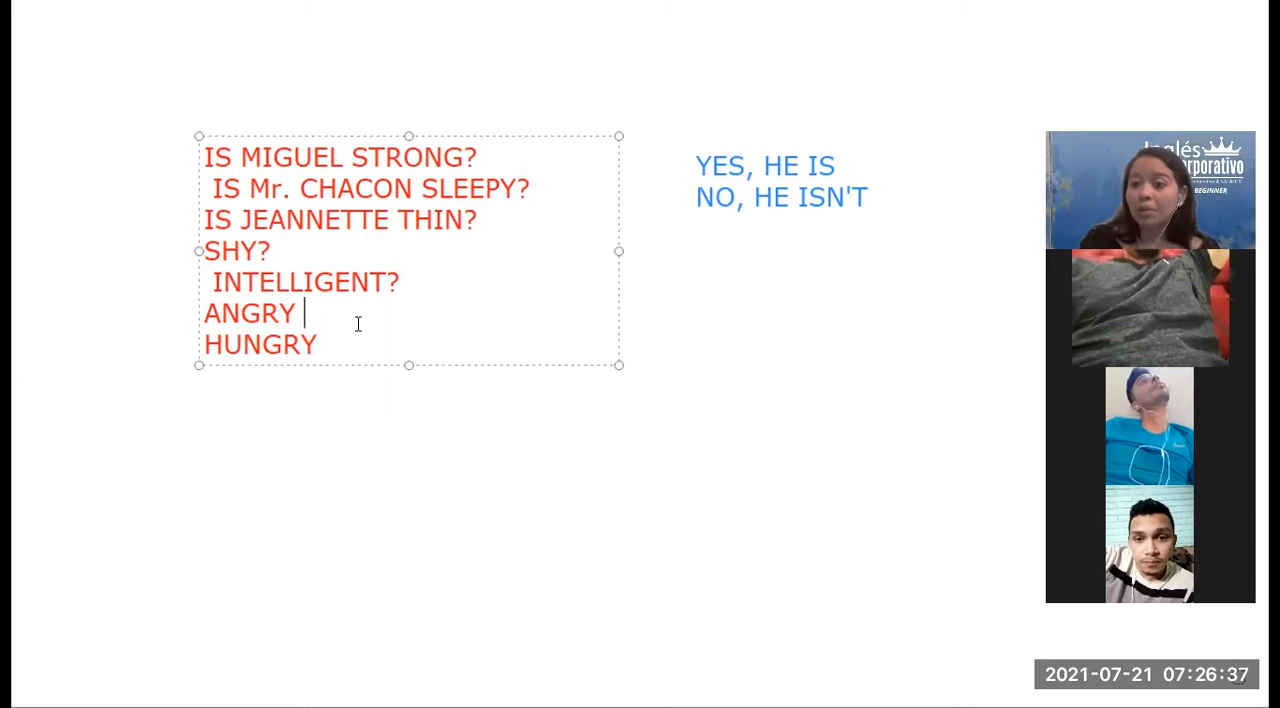 IS MIGUEL STRONG?
IS Mr. CHACON SLEEPY?
IS JEANNETTE THIN?
SHY?
INTELLIGENT?
ANGRY
HUNGRY
YES, HE IS
NO, HE ISN'T
Inglés
rporativo
BEGINNER
2021-07-21 07:26:37